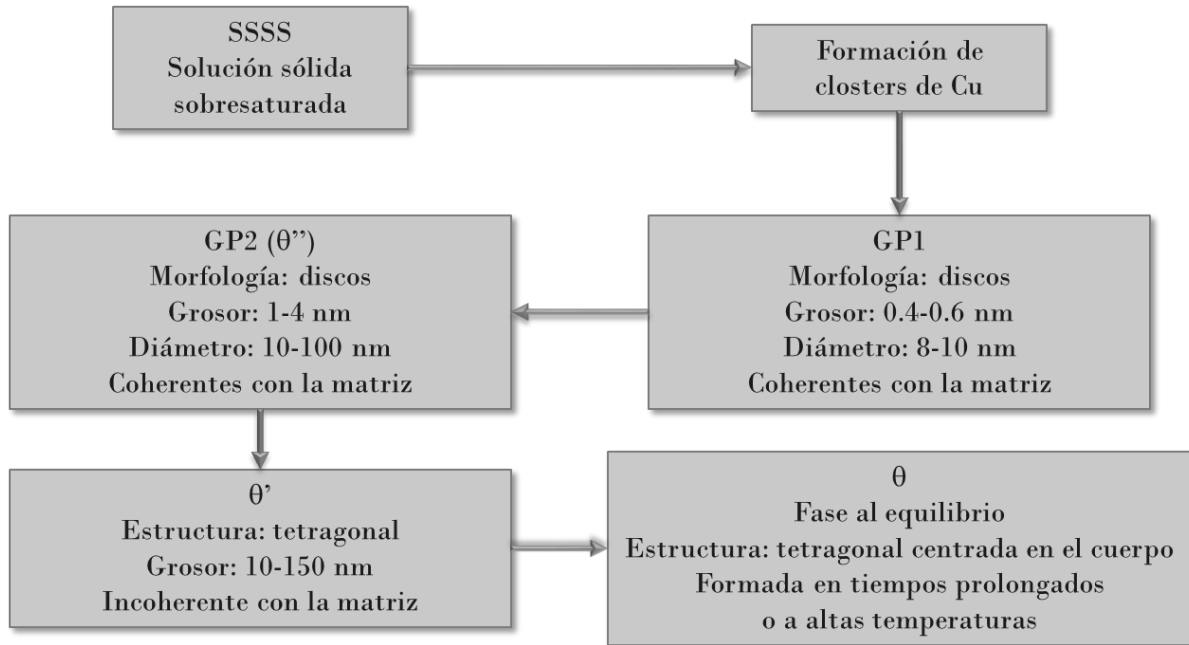 SSSS
Solución sólida
sobresaturada
Formación de
closters de Cu
GP1
Morfología: discos
Grosor: 0.4-0.6 nm
Diámetro: 8-10 nm
Coherentes con la matriz
GP2 (θ’’)
Morfología: discos
Grosor: 1-4 nm
Diámetro: 10-100 nm
Coherentes con la matriz
θ’
Estructura: tetragonal
Grosor: 10-150 nm
Incoherente con la matriz
θ
Fase al equilibrio
Estructura: tetragonal centrada en el cuerpo
Formada en tiempos prolongados
o a altas temperaturas